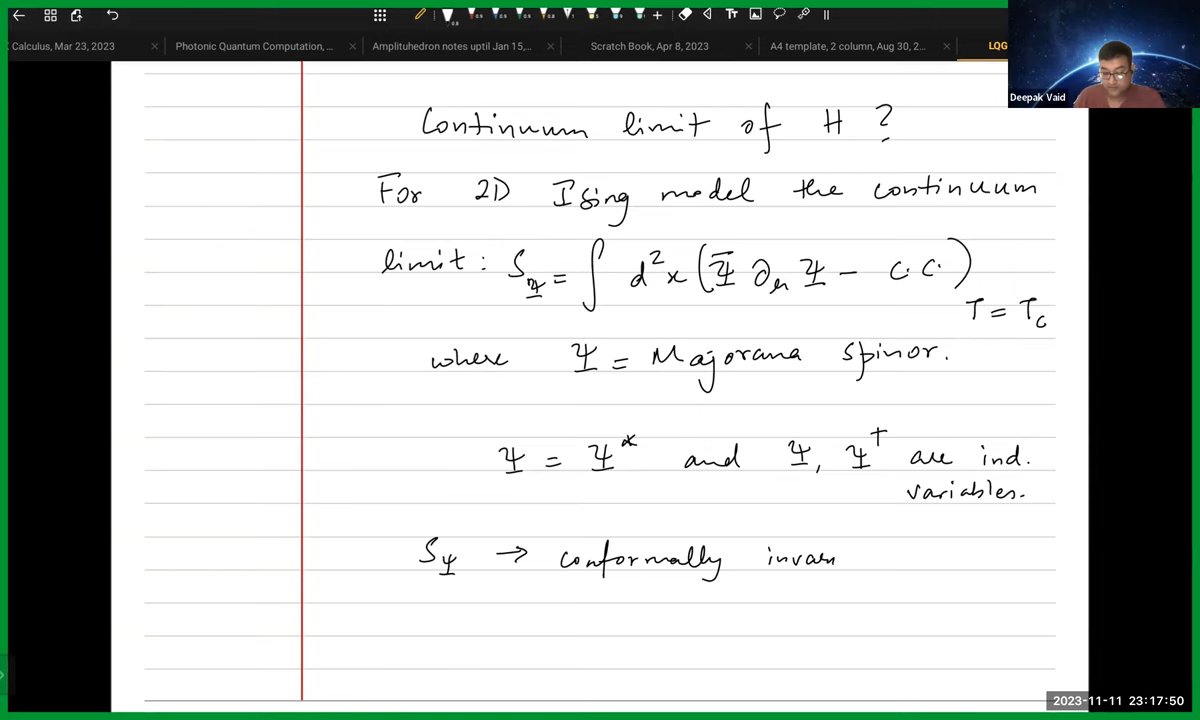 Calculus, Mar 23, 2023
Photonic Quantum Computation, ...
Amplituhedron notes uptil Jan 15,...
Scratch Book, Apr 8, 2023
A4 template, 2 column, Aug 30, 2...
LQG
Deepak Vaid
Continuum limit of H ?
For 2D Ising model the continuum
limit: S_Ψ = ∫ d²x (Ψ̄ ∂_μ Ψ - c.c.)
T = T_c
where Ψ = Majorana spinor.
Ψ = Ψ* and Ψ, Ψ† are ind.
variables.
S_Ψ → conformally invar
2023-11-11 23:17:50